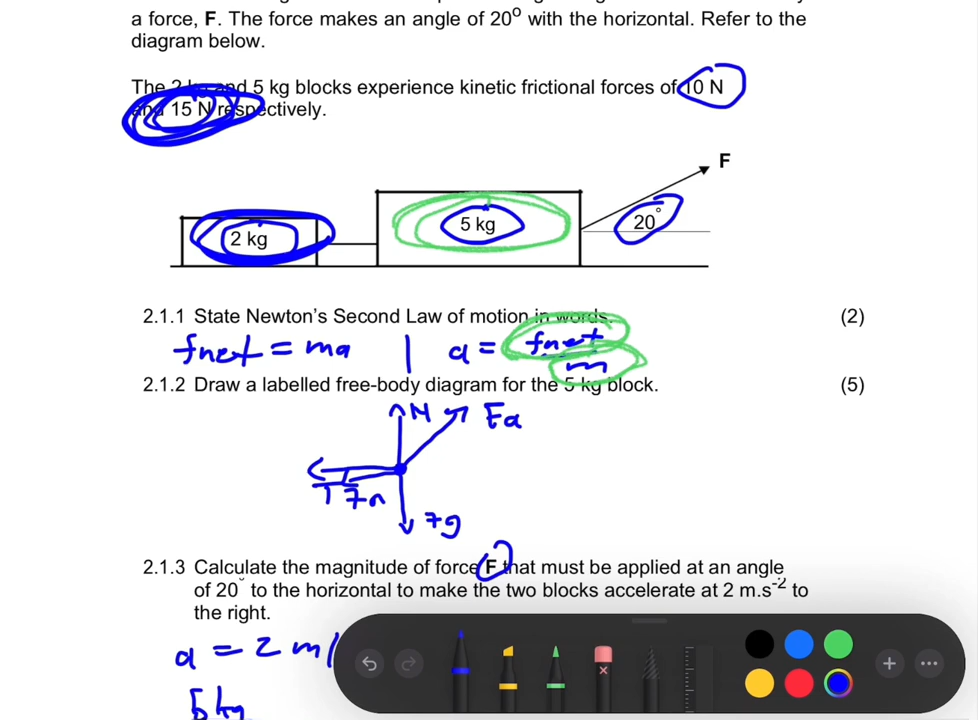 a force, F. The force makes an angle of 20⁰ with the horizontal. Refer to the
diagram below.
The 2 kg and 5 kg blocks experience kinetic frictional forces of 10 N
and 15 N respectively.
F
20°
5 kg
2 kg
2.1.1 State Newton's Second Law of motion in words. (2)
fnet = ma | a = fnet
m
2.1.2 Draw a labelled free-body diagram for the 5 kg block. (5)
N Fa
T
7g
2.1.3 Calculate the magnitude of force F that must be applied at an angle
of 20° to the horizontal to make the two blocks accelerate at 2 m.s⁻² to
the right.
a = 2 m/
5 kg